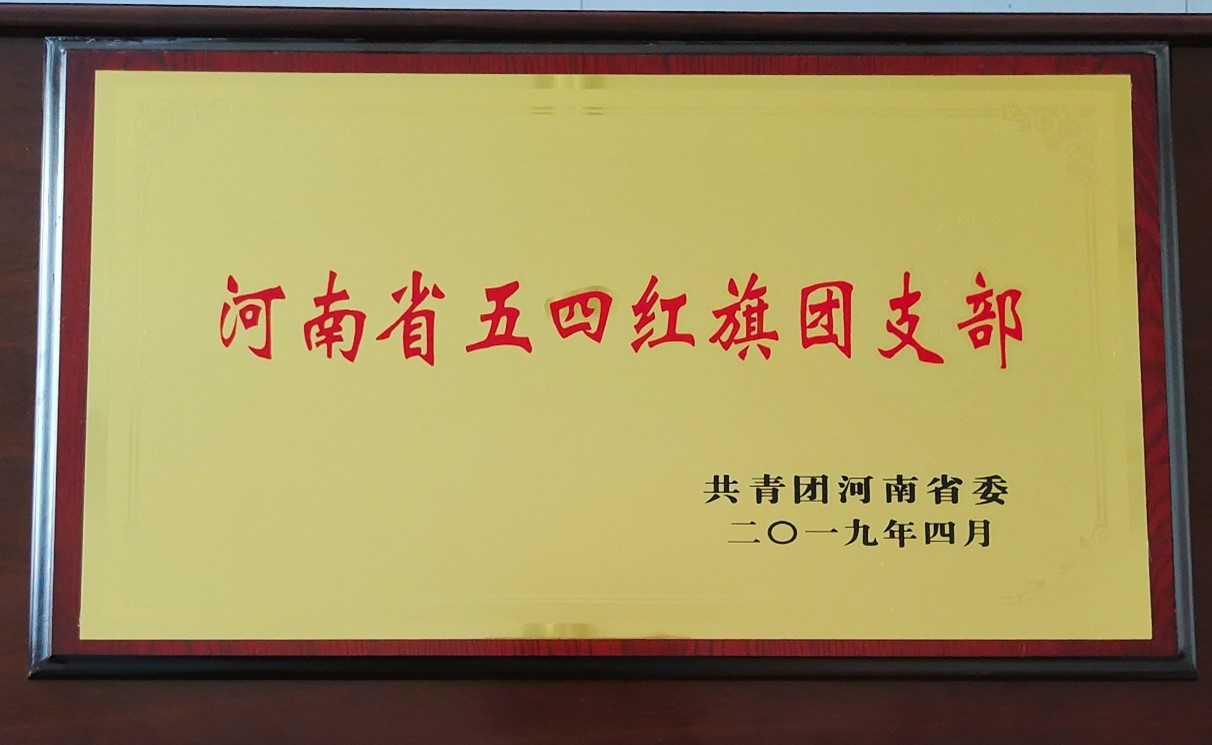 河南省五四红旗团支部
共青团河南省委
二〇一九年四月